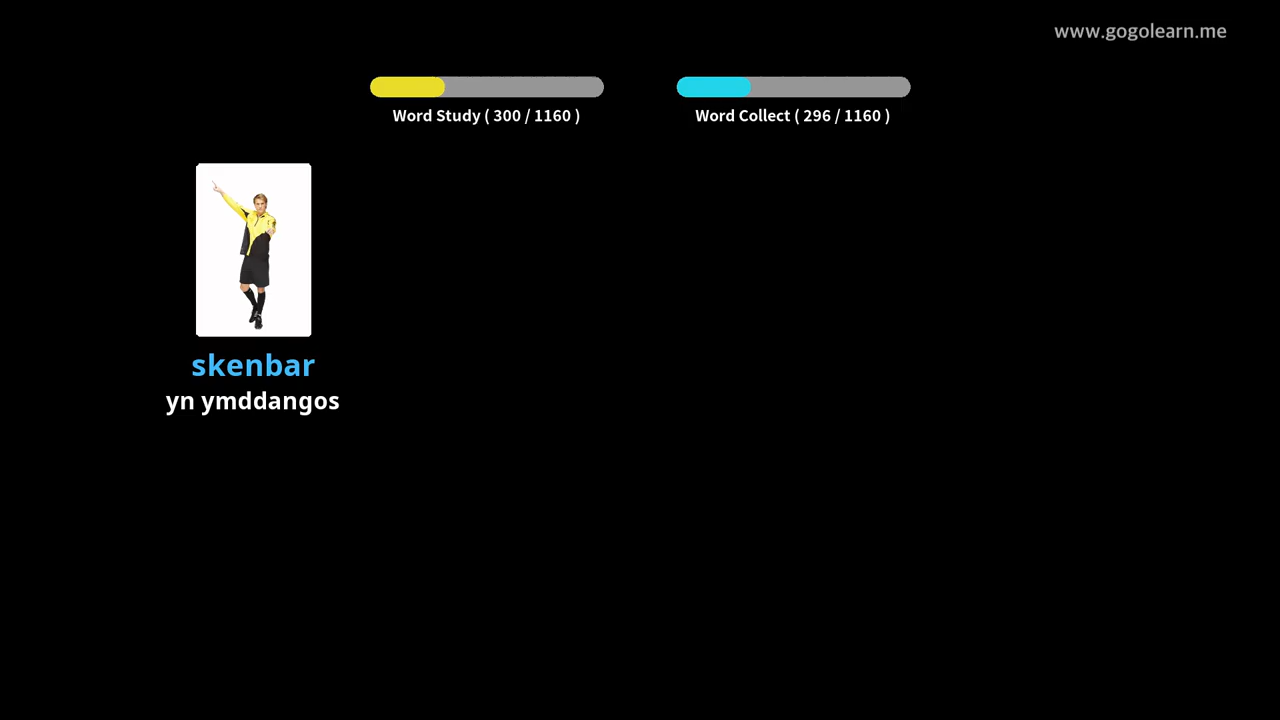 www.gogolearn.me
Word Study ( 300 / 1160 )
Word Collect ( 296 / 1160 )
skenbar
yn ymddangos